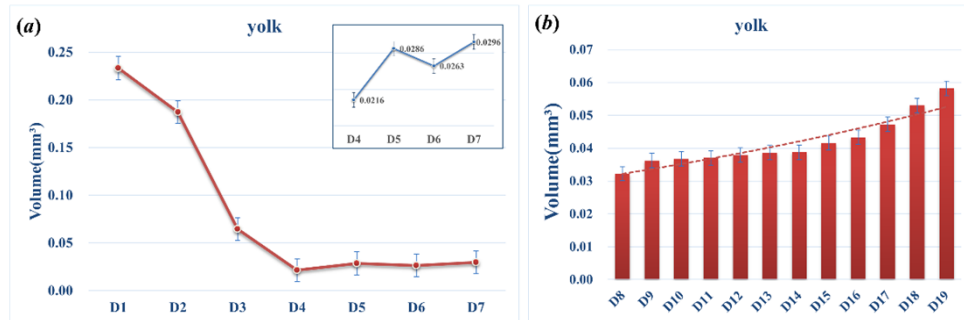 (a)
yolk
Volume(mm³)
0.25
0.20
0.15
0.10
0.05
0.00
D1 D2 D3 D4 D5 D6 D7
0.0216
0.0286
0.0263
0.0296
D4 D5 D6 D7
(b)
yolk
Volume(mm³)
0.07
0.06
0.05
0.04
0.03
0.02
0.01
0.00
D8 D9 D10 D11 D12 D13 D14 D15 D16 D17 D18 D19